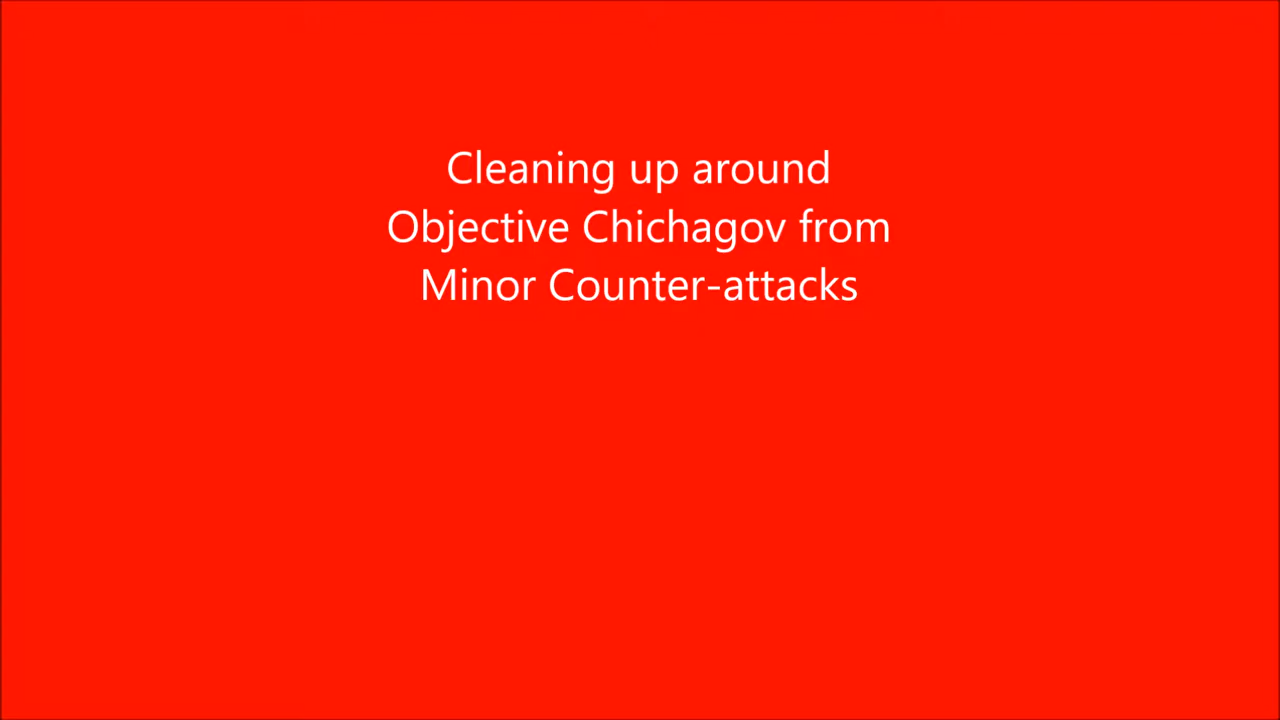 Cleaning up around
Objective Chichagov from
Minor Counter-attacks